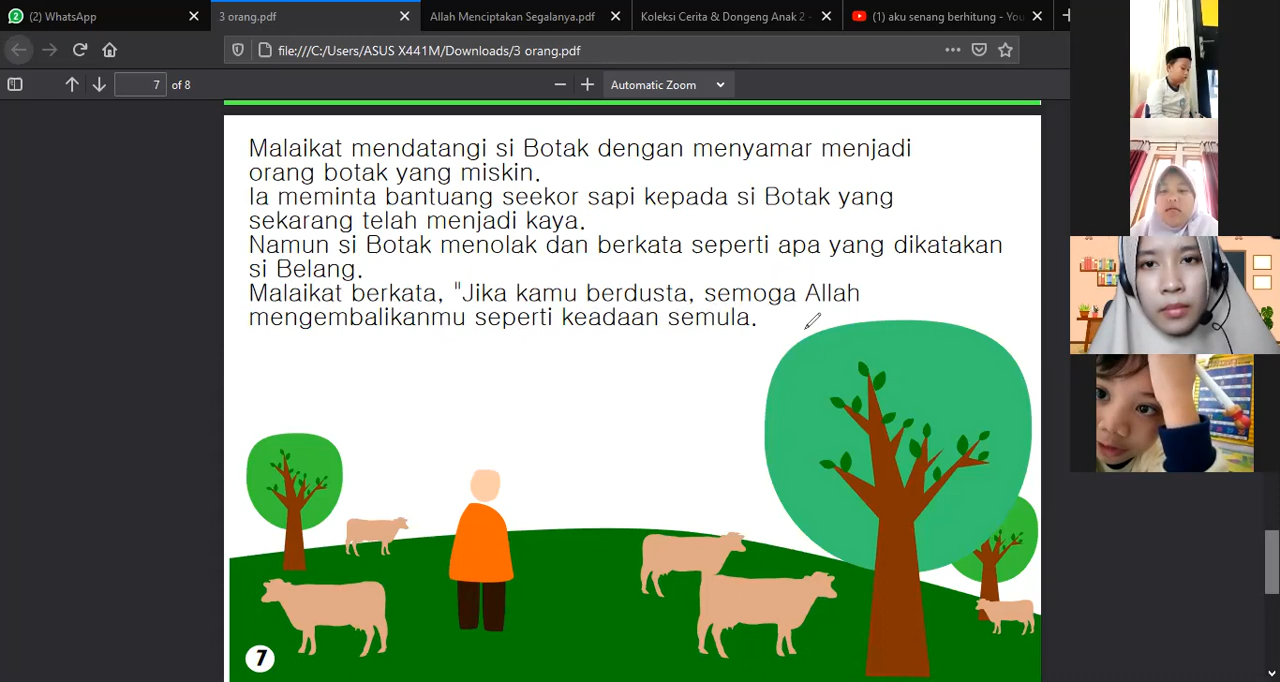 (2) WhatsApp
3 orang.pdf
Allah Menciptakan Segalanya.pdf
Koleksi Cerita & Dongeng Anak 2 -
(1) aku senang berhitung - You
file:///C:/Users/ASUS X441M/Downloads/3 orang.pdf
7 of 8
Automatic Zoom
Malaikat mendatangi si Botak dengan menyamar menjadi
orang botak yang miskin.
Ia meminta bantuang seekor sapi kepada si Botak yang
sekarang telah menjadi kaya.
Namun si Botak menolak dan berkata seperti apa yang dikatakan
si Belang.
Malaikat berkata, "Jika kamu berdusta, semoga Allah
mengembalikanmu seperti keadaan semula.
7